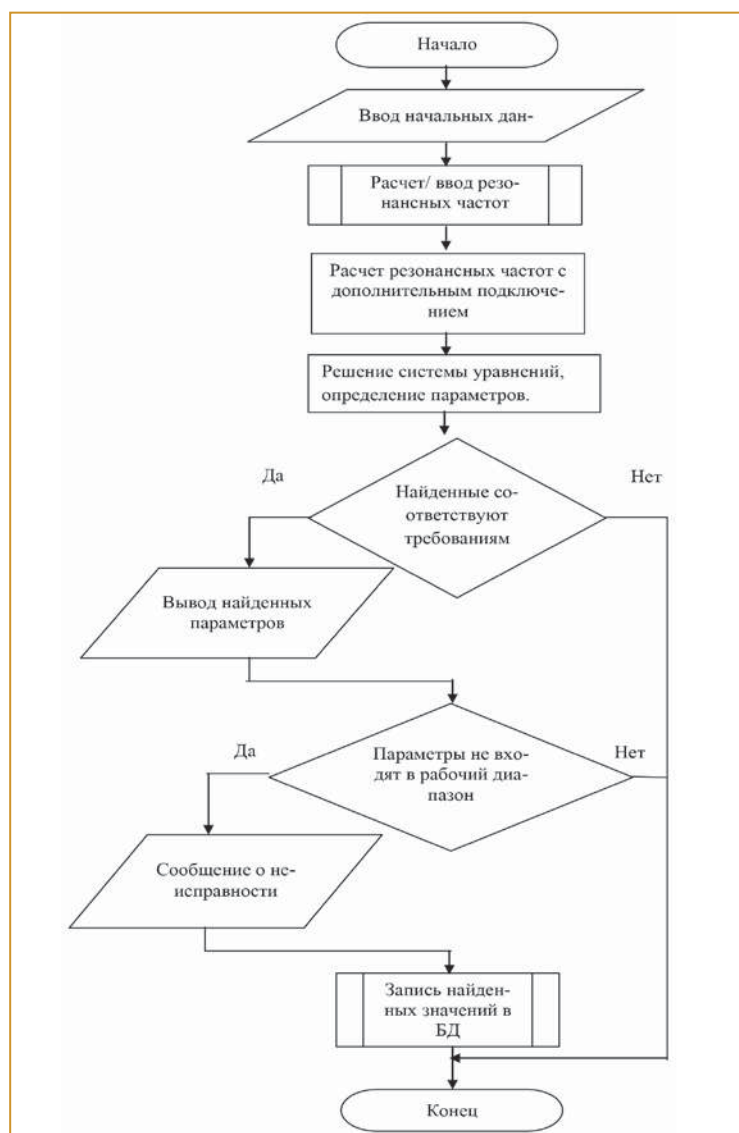 Начало
Ввод начальных дан-
Расчет/ ввод резо-
нансных частот
Расчет резонансных частот с
дополнительным подключе-
нием
Решение системы уравнений,
определение параметров.
Да
Нет
Найденные со-
ответствуют
требованиям
Вывод найденных
параметров
Да
Параметры не вхо-
дят в рабочий диа-
пазон
Нет
Сообщение о не-
исправности
Запись найден-
ных значений в
БД
Конец